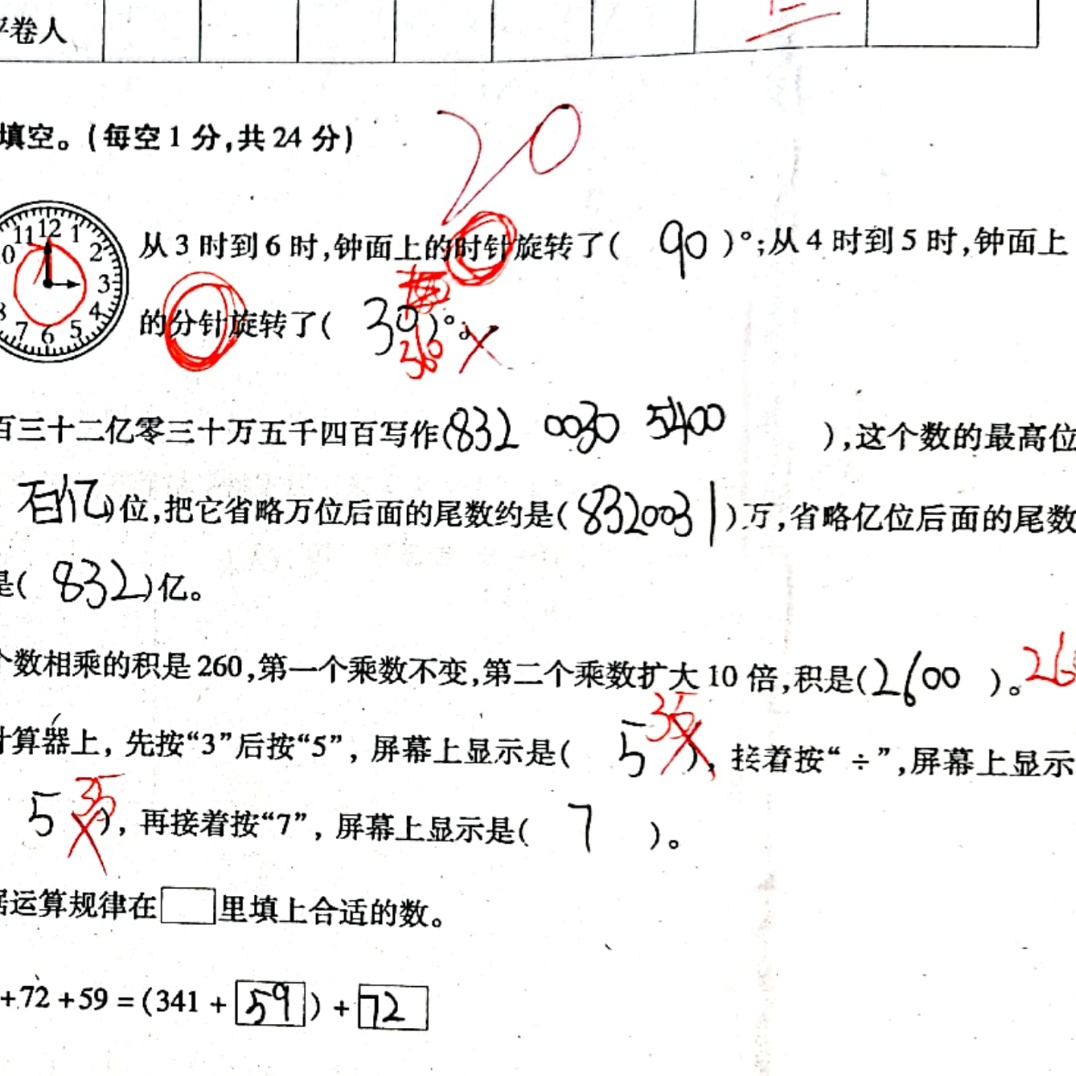 卷人
填空。(每空1分,共24分) 20
11 12 1 2 3 4 5 6 7
从3时到6时,钟面上的时针旋转了( 90 )°;从4时到5时,钟面上
的分针旋转了( 30 )°。 360 ×
百三十二亿零三十万五千四百写作(832 0030 5400 ),这个数的最高位
百亿)位,把它省略万位后面的尾数约是(8320031)万,省略亿位后面的尾数
是( 832)亿。
个数相乘的积是260,第一个乘数不变,第二个乘数扩大10倍,积是(2600 )。
计算器上,先按“3”后按“5”,屏幕上显示是( 5 35 ),接着按“÷”,屏幕上显示
5 35 ),再接着按“7”,屏幕上显示是( 7 )。
运算规律在 里填上合适的数。
+72+59=(341+59)+72